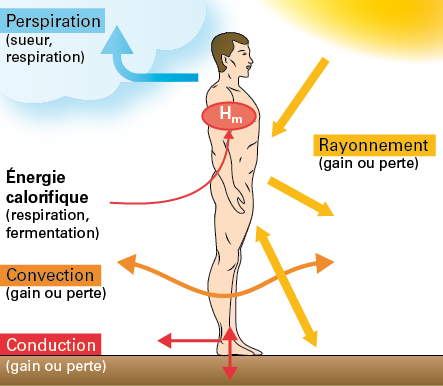 Perspiration
(sueur,
respiration)
Hm
Rayonnement
(gain ou perte)
Énergie
calorifique
(respiration,
fermentation)
Convection
(gain ou perte)
Conduction
(gain ou perte)